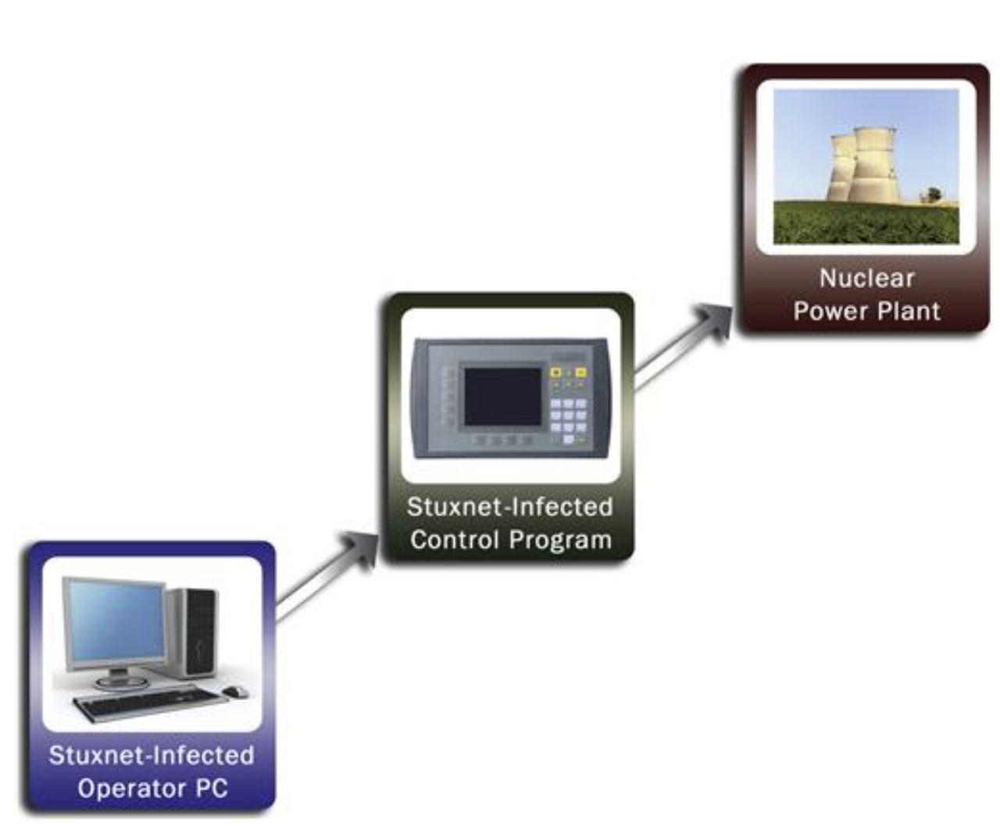 Nuclear
Power Plant
Stuxnet-Infected
Control Program
Stuxnet-Infected
Operator PC